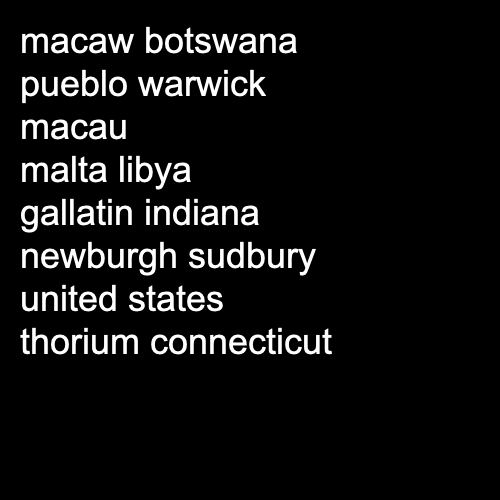 macaw botswana
pueblo warwick
macau
malta libya
gallatin indiana
newburgh sudbury
united states
thorium connecticut